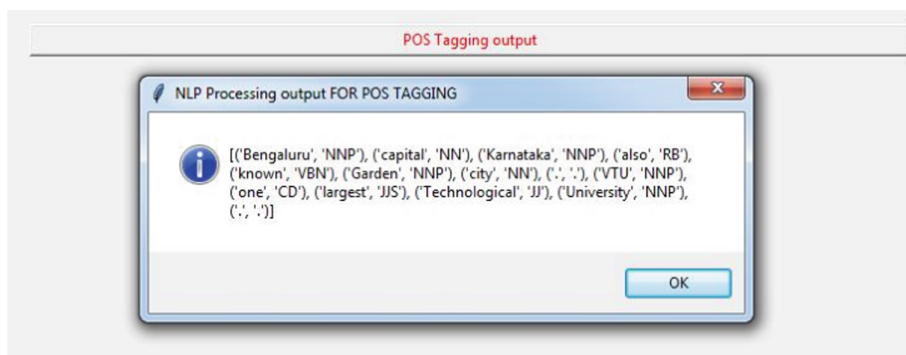 POS Tagging output
NLP Processing output FOR POS TAGGING
[('Bengaluru', 'NNP'), ('capital', 'NN'), ('Karnataka', 'NNP'), ('also', 'RB'),
('known', 'VBN'), ('Garden', 'NNP'), ('city', 'NN'), ('.', '.'), ('VTU', 'NNP'),
('one', 'CD'), ('largest', 'JJS'), ('Technological', 'JJ'), ('University', 'NNP'),
('.', '.')]
OK